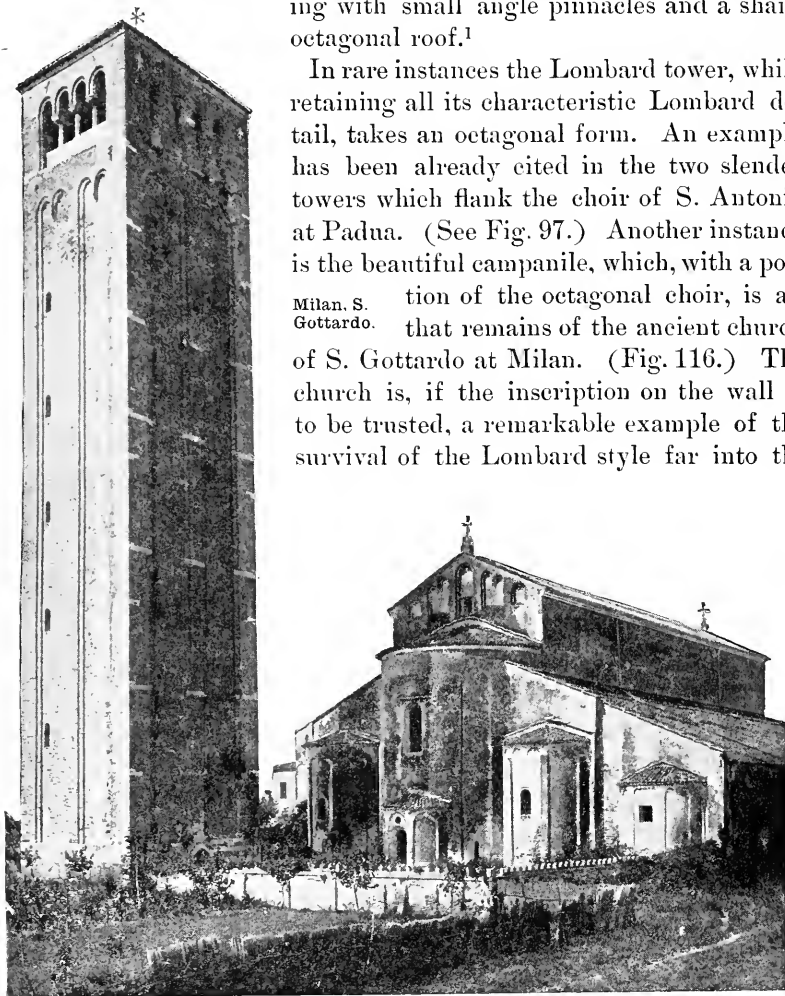 ing with small angle pinnacles and a shar
octagonal roof.¹
In rare instances the Lombard tower, whil
retaining all its characteristic Lombard d
tail, takes an octagonal form. An exampl
has been already cited in the two slende
towers which flank the choir of S. Anton
at Padua. (See Fig. 97.) Another instanc
is the beautiful campanile, which, with a po
Milan, S.
Gottardo.
tion of the octagonal choir, is a
that remains of the ancient churc
of S. Gottardo at Milan. (Fig. 116.) Th
church is, if the inscription on the wall
to be trusted, a remarkable example of th
survival of the Lombard style far into th